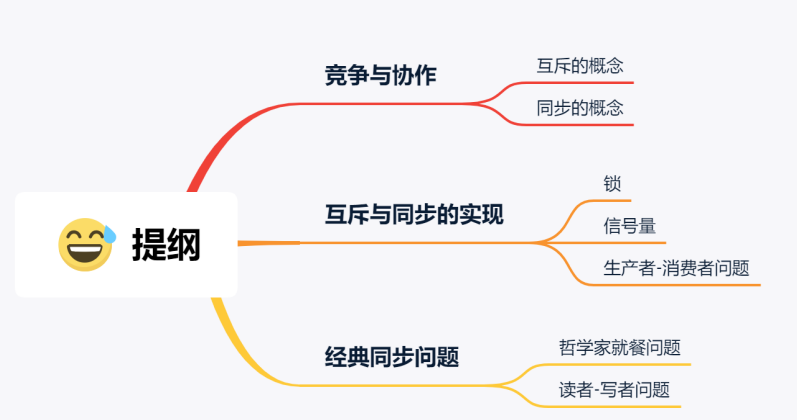 竞争与协作
互斥的概念
同步的概念
提纲
互斥与同步的实现
锁
信号量
生产者-消费者问题
经典同步问题
哲学家就餐问题
读者-写者问题